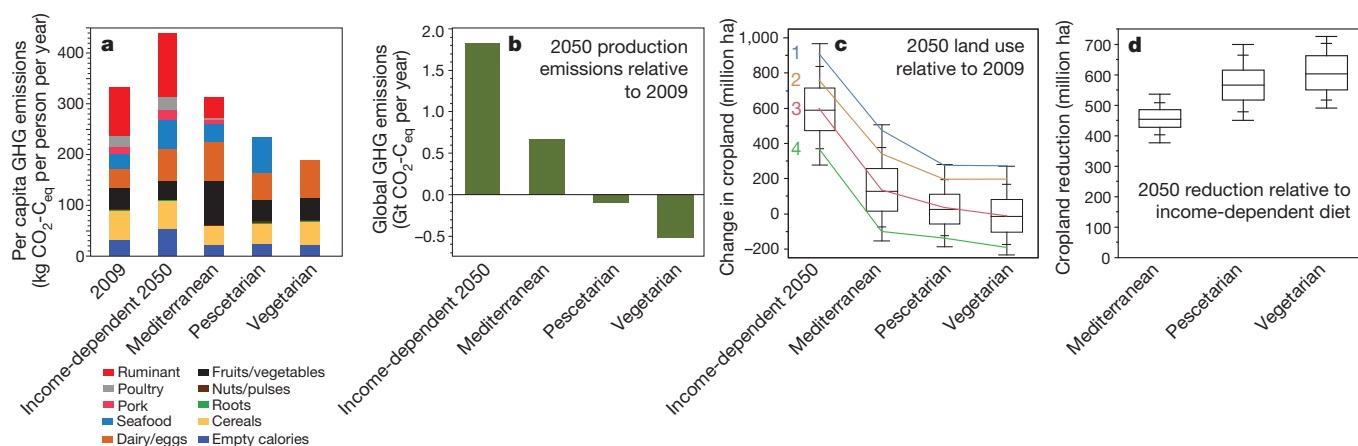 a
Per capita GHG emissions
(kg CO2-Ceq per person per year)
400
300
200
100
0
2009
Income-dependent 2050
Mediterranean
Pescetarian
Vegetarian
Ruminant
Poultry
Pork
Seafood
Dairy/eggs
Fruits/vegetables
Nuts/pulses
Roots
Cereals
Empty calories
b
2050 production
emissions relative
to 2009
Global GHG emissions
(Gt CO2-Ceq per year)
2.0
1.5
1.0
0.5
0.0
−0.5
Income-dependent 2050
Mediterranean
Pescetarian
Vegetarian
c
2050 land use
relative to 2009
Change in cropland (million ha)
1,000
800
600
400
200
0
−200
1
2
3
4
Income-dependent 2050
Mediterranean
Pescetarian
Vegetarian
d
Cropland reduction (million ha)
700
600
500
400
300
200
100
0
2050 reduction relative to
income-dependent diet
Mediterranean
Pescetarian
Vegetarian